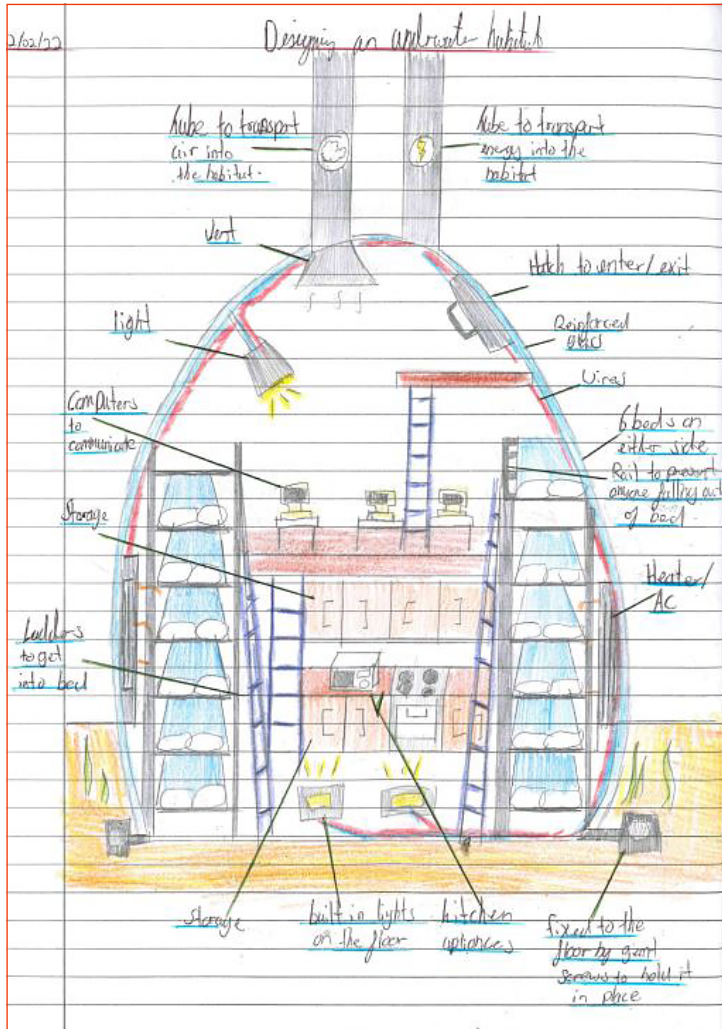 2/02/22
Designing an underwater habitat
tube to transport
air into
the habitat.
tube to transport
energy into the
habitat
Vent
Hatch to enter/exit
light
Reinforced
glass
Wires
Computers
to
communicate
6 beds on
either side
Rail to prevent
anyone falling out
of bed.
Storage
Heater/
AC
Ladders
to get
into bed
Storage
built in lights
on the floor
kitchen
apliances
fixed to the
floor by giant
screws to hold it
in place